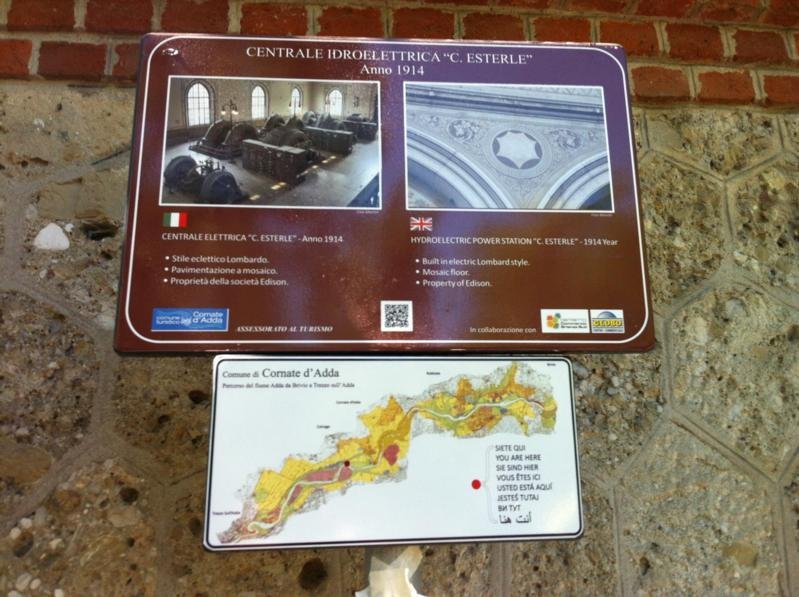 CENTRALE IDROELETTRICA "C. ESTERLE"
Anno 1914
CENTRALE ELETTRICA "C. ESTERLE" - Anno 1914
• Stile eclettico Lombardo.
• Pavimentazione a mosaico.
• Proprietà della società Edison.
HYDROELECTRIC POWER STATION "C. ESTERLE" - 1914 Year
• Built in electric Lombard style.
• Mosaic floor.
• Property of Edison.
comune turistico
Cornate d'Adda
ASSESSORATO AL TURISMO
In collaborazione con
GLOBO
Comune di Cornate d'Adda
Percorso del fiume Adda da Brivio a Trezzo sull'Adda
SIETE QUI
YOU ARE HERE
SIE SIND HIER
VOUS ÊTES ICI
USTED ESTÁ AQUÍ
JESTEŚ TUTAJ
ВИ ТУТ
أنت هنا